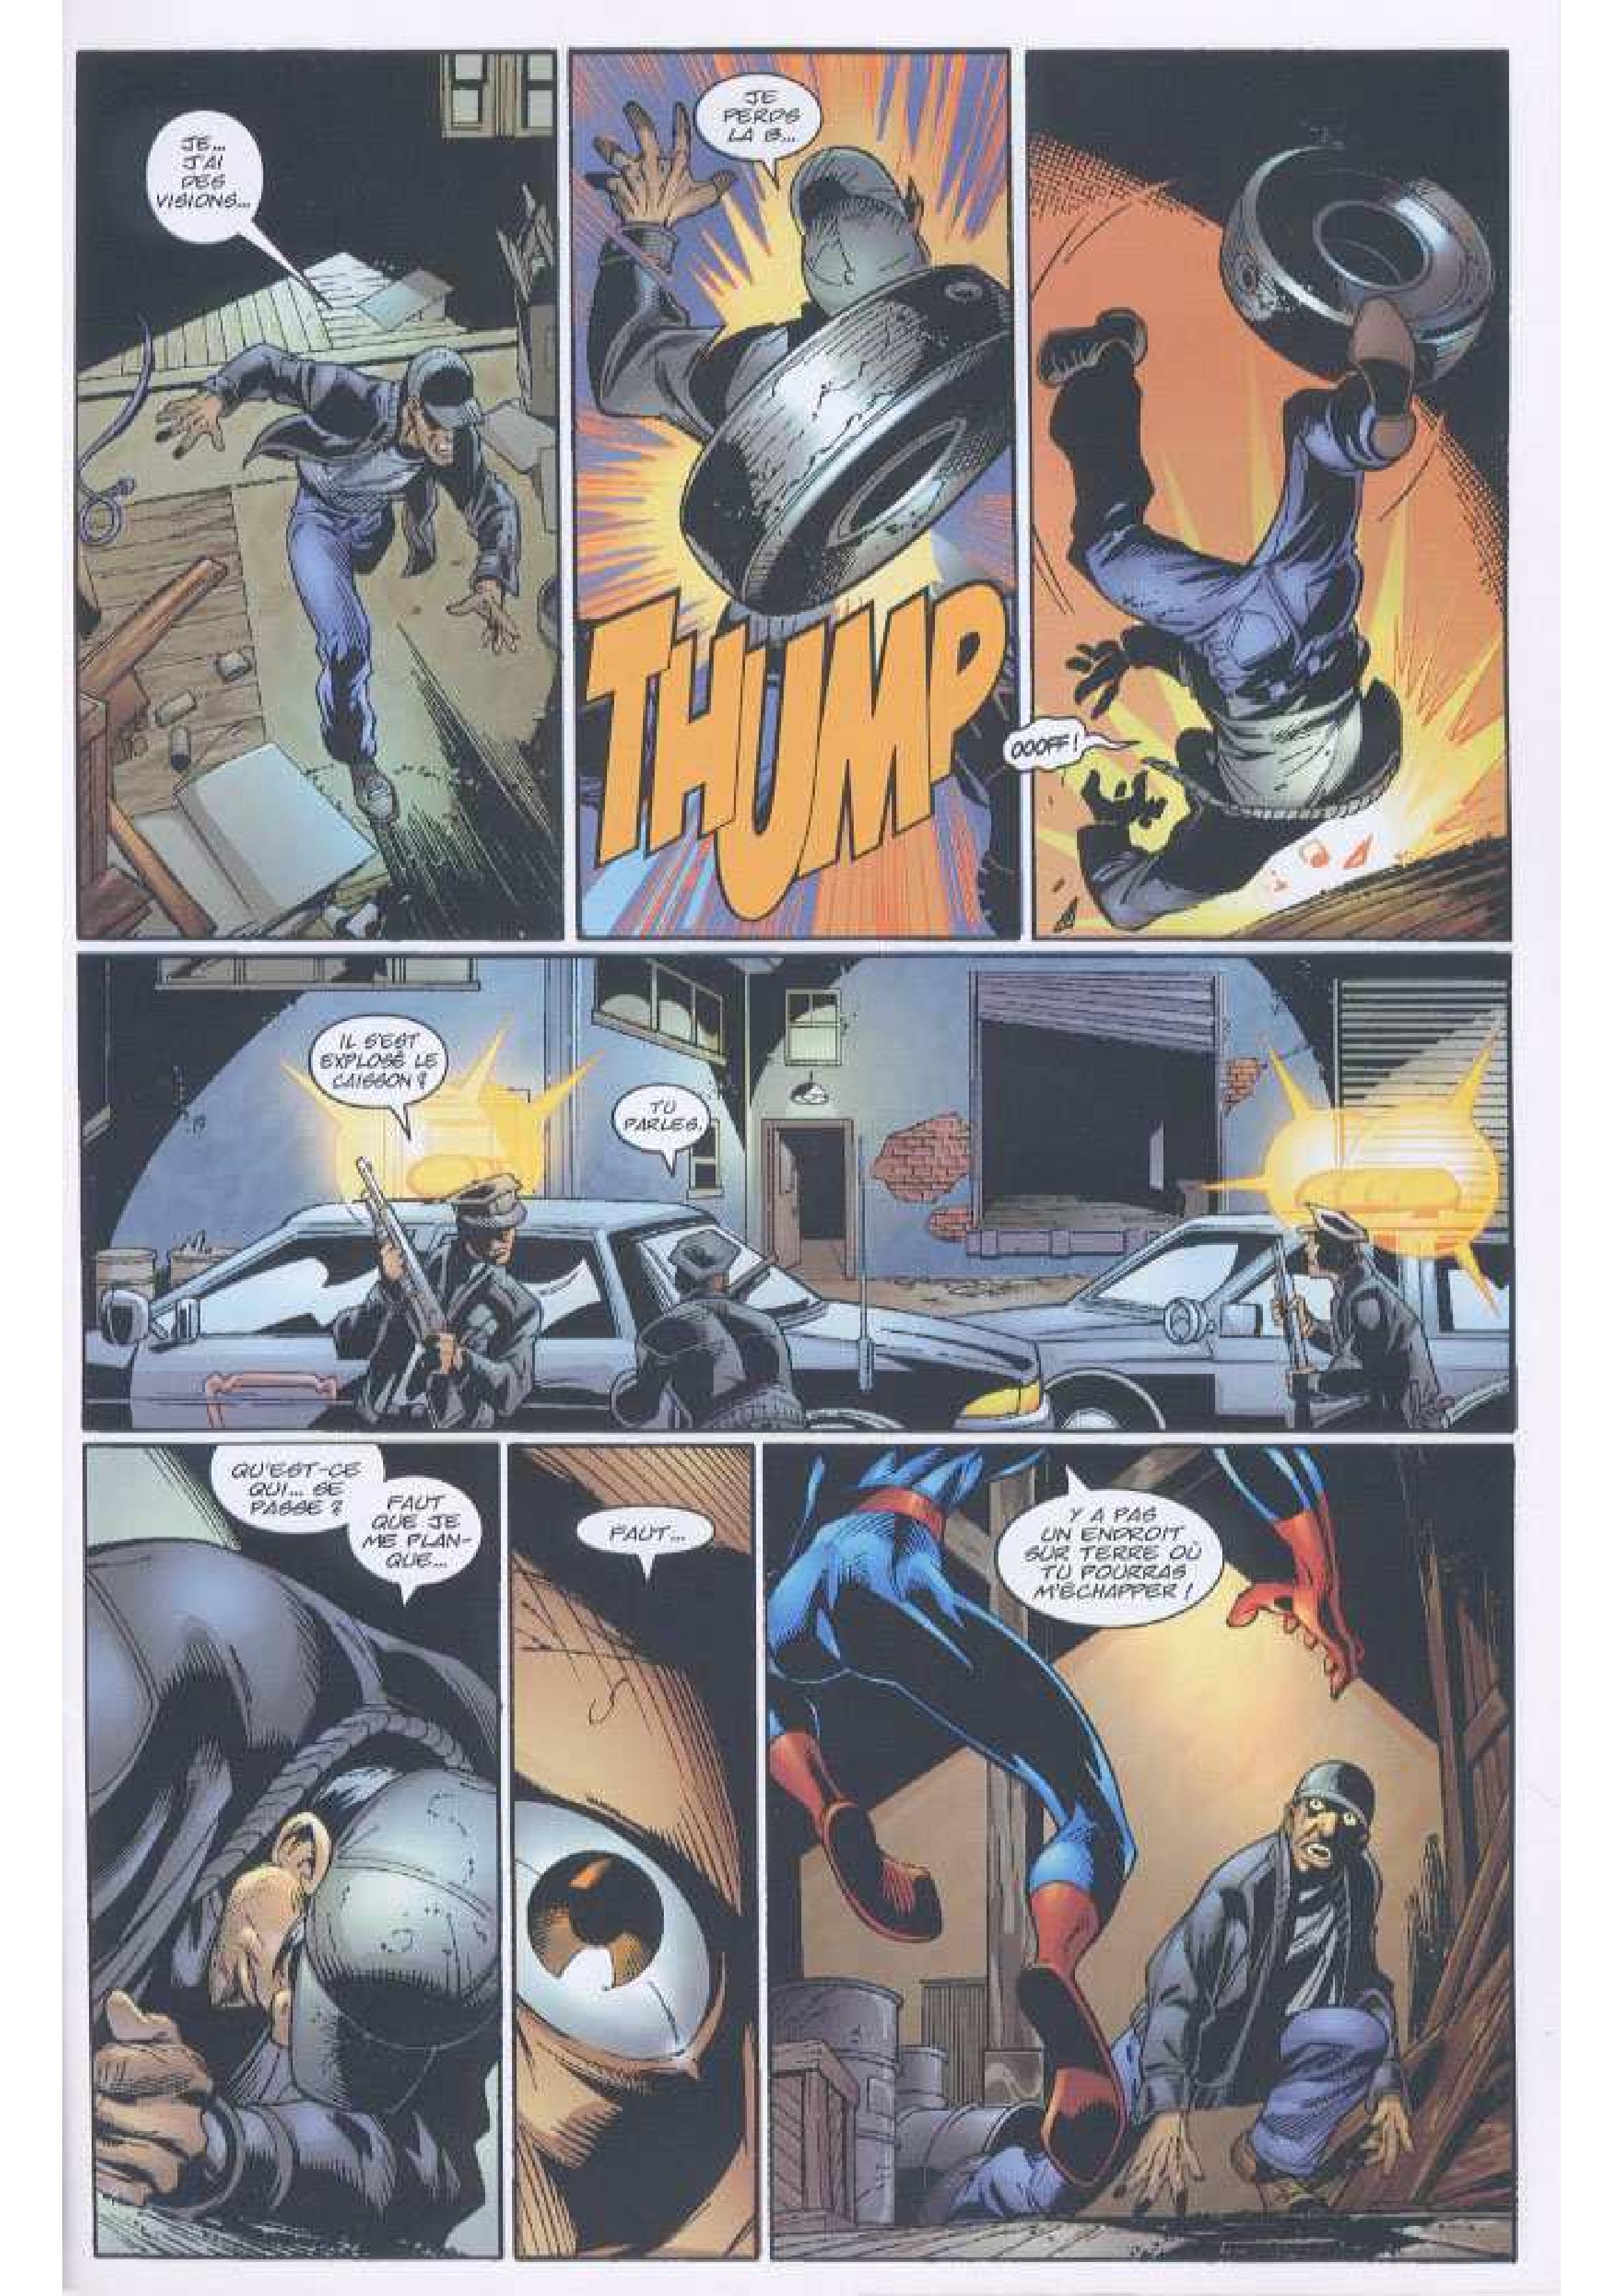 JE...
J'AI
DES
VISIONS...
JE
PERDS
LA B...
THUMP
OOOFF !
IL S'EST
EXPLOSÉ LE
CAISSON ?
TU
PARLES.
QU'EST-CE
QUI... SE
PASSE ?
FAUT
QUE JE
ME PLAN-
QUE...
FAUT...
Y A PAS
UN ENDROIT
SUR TERRE OÙ
TU POURRAS
M'ÉCHAPPER !